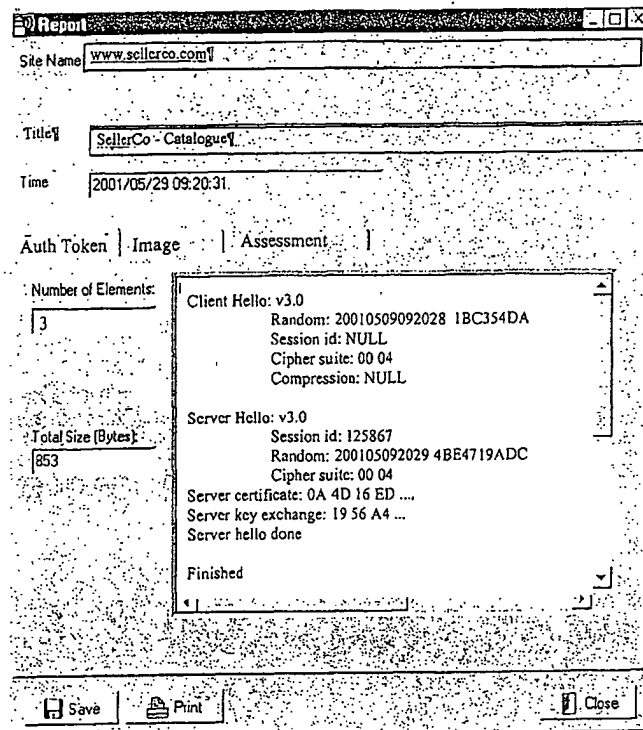 Report
Site Name www.sellerco.com¶
Title¶ SellerCo - Catalogue¶
Time 2001/05/29 09:20:31
Auth Token Image Assessment
Number of Elements:
3
Client Hello: v3.0
Random: 20010509092028 1BC354DA
Session id: NULL
Cipher suite: 00 04
Compression: NULL
Server Hello: v3.0
Session id: 125867
Random: 200105092029 4BE4719ADC
Cipher suite: 00 04
Total Size (Bytes):
853
Server certificate: 0A 4D 16 ED ....
Server key exchange: 19 56 A4 ...
Server hello done
Finished
Save Print Close